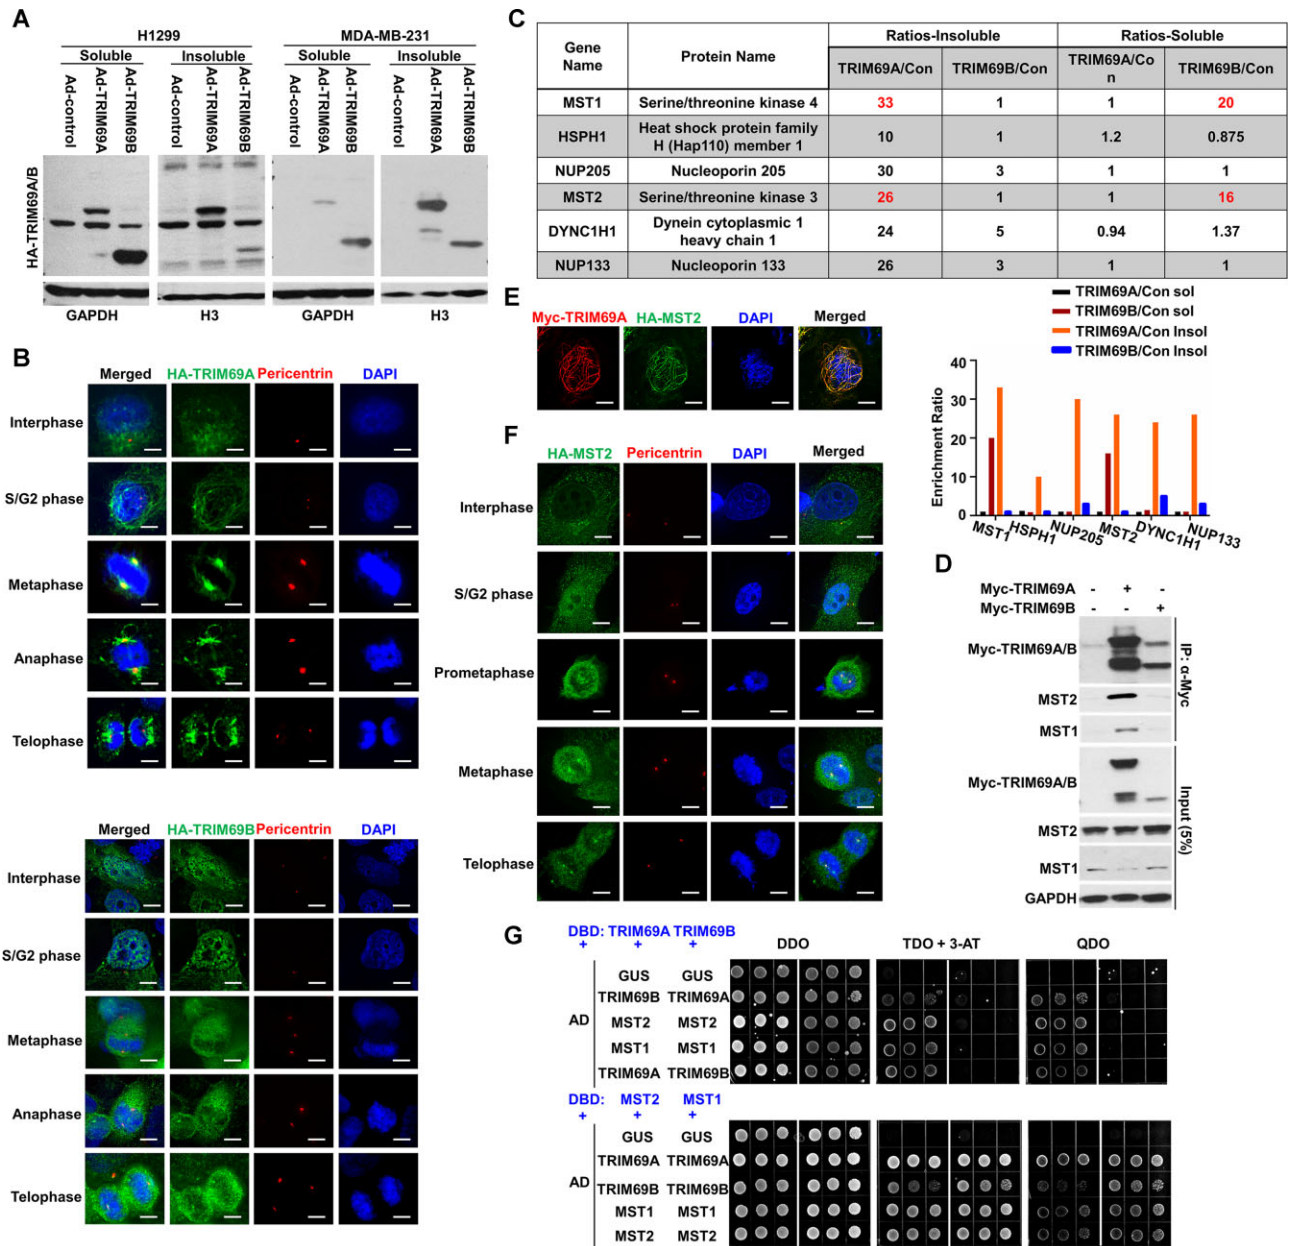 A
H1299
MDA-MB-231
Soluble
Insoluble
Soluble
Insoluble
Ad-control
Ad-TRIM69A
Ad-TRIM69B
Ad-control
Ad-TRIM69A
Ad-TRIM69B
Ad-control
Ad-TRIM69A
Ad-TRIM69B
Ad-control
Ad-TRIM69A
Ad-TRIM69B
HA-TRIM69A/B
GAPDH
H3
GAPDH
H3
B
Merged HA-TRIM69A Pericentrin DAPI
Interphase
S/G2 phase
Metaphase
Anaphase
Telophase
Merged HA-TRIM69B Pericentrin DAPI
Interphase
S/G2 phase
Metaphase
Anaphase
Telophase
C
Gene Name
Protein Name
Ratios-Insoluble
Ratios-Soluble
TRIM69A/Con
TRIM69B/Con
TRIM69A/Co
n
TRIM69B/Con
MST1 Serine/threonine kinase 4 33 1 1 20
HSPH1 Heat shock protein family
H (Hap110) member 1 10 1 1.2 0.875
NUP205 Nucleoporin 205 30 3 1 1
MST2 Serine/threonine kinase 3 26 1 1 16
DYNC1H1 Dynein cytoplasmic 1
heavy chain 1 24 5 0.94 1.37
NUP133 Nucleoporin 133 26 3 1 1
TRIM69A/Con sol
TRIM69B/Con sol
TRIM69A/Con Insol
TRIM69B/Con Insol
Enrichment Ratio
40
30
20
10
0
MST1
HSPH1
NUP205
MST2
DYNC1H1
NUP133
E
Myc-TRIM69A HA-MST2 DAPI Merged
F
HA-MST2 Pericentrin DAPI Merged
Interphase
S/G2 phase
Prometaphase
Metaphase
Telophase
D
Myc-TRIM69A - + -
Myc-TRIM69B - - +
Myc-TRIM69A/B
MST2
MST1
IP: α-Myc
Myc-TRIM69A/B
MST2
MST1
GAPDH
Input (5%)
G
DBD: TRIM69A TRIM69B
+ + +
DDO
TDO + 3-AT
QDO
AD
GUS GUS
TRIM69B TRIM69A
MST2 MST2
MST1 MST1
TRIM69A TRIM69B
DBD: MST2 MST1
+ + +
AD
GUS GUS
TRIM69A TRIM69A
TRIM69B TRIM69B
MST1 MST1
MST2 MST2